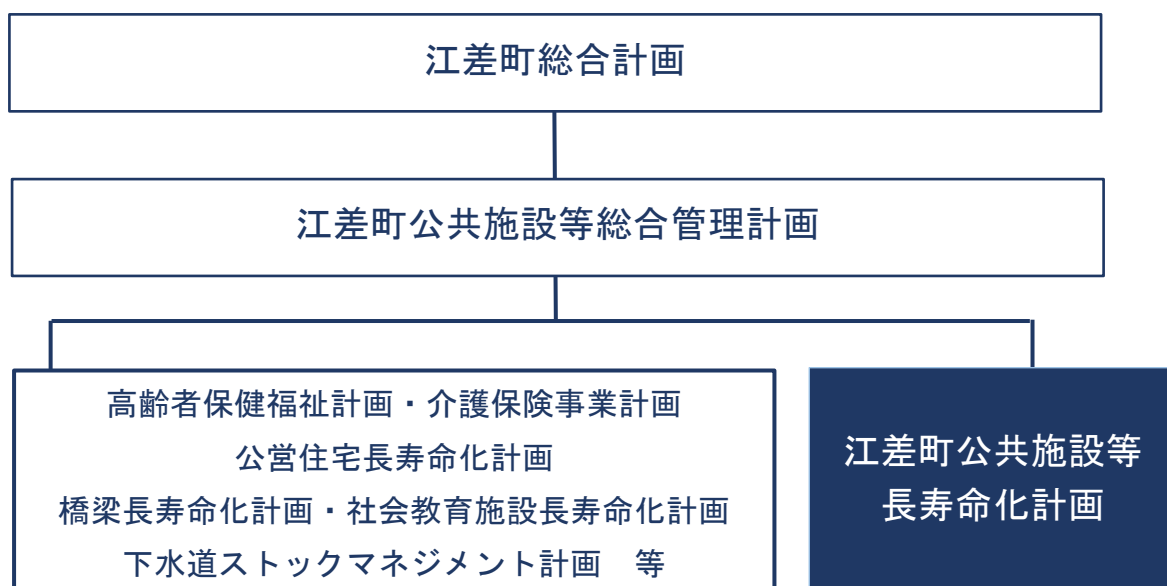 江差町総合計画
江差町公共施設等総合管理計画
高齢者保健福祉計画・介護保険事業計画
公営住宅長寿命化計画
橋梁長寿命化計画・社会教育施設長寿命化計画
下水道ストックマネジメント計画　等
江差町公共施設等
長寿命化計画